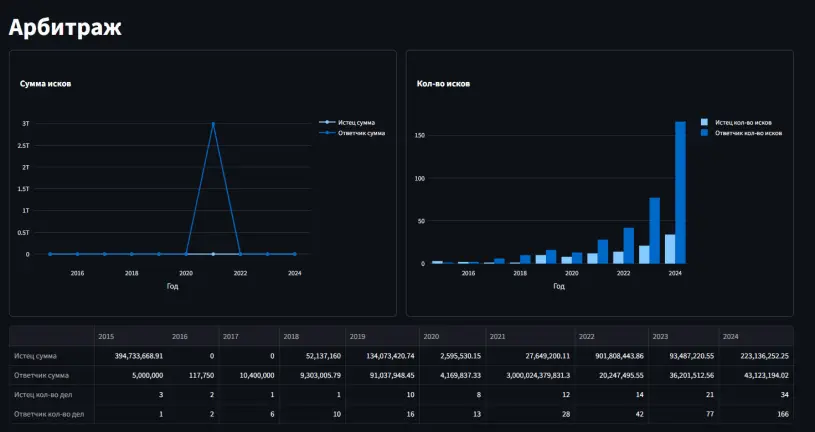 Арбитраж
Сумма исков
3T
2.5T
2T
1.5T
1T
0.5T
0
2016 2018 2020 2022 2024
Год
Истец сумма
Ответчик сумма
Кол-во исков
150
100
50
0
2016 2018 2020 2022 2024
Год
Истец кол-во исков
Ответчик кол-во исков
2015 2016 2017 2018 2019 2020 2021 2022 2023 2024
Истец сумма 394,733,668.91 0 0 52,137,160 134,073,420.74 2,595,530.15 27,649,200.11 901,808,443.86 93,487,220.55 223,136,252.25
Ответчик сумма 5,000,000 117,750 10,400,000 9,303,005.79 91,037,948.45 4,169,837.33 3,000,024,379,831.3 20,247,495.55 36,201,512.56 43,123,194.02
Истец кол-во дел 3 2 1 1 10 8 12 14 21 34
Ответчик кол-во дел 1 2 6 10 16 13 28 42 77 166